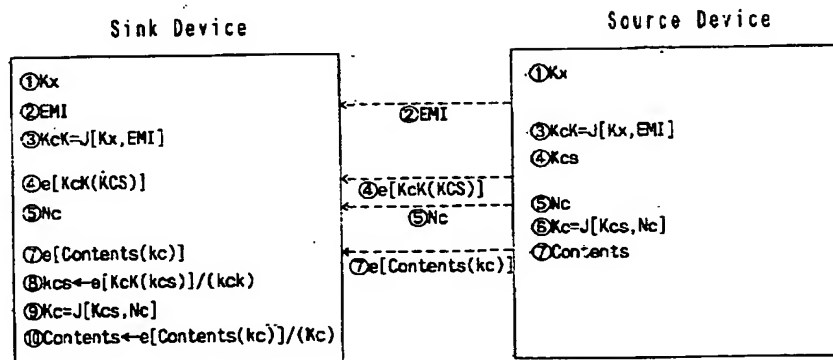 Sink Device
Source Device
①Kx
②EMI
③KcK=J[Kx,EMI]
④e[KcK(KCS)]
⑤Nc
⑦e[Contents(kc)]
⑧kcs←e[KcK(kcs)]/(kck)
⑨Kc=J[Kcs,Nc]
⑩Contents←e[Contents(kc)]/(Kc)
②EMI
④e[KcK(KCS)]
⑤Nc
⑦e[Contents(kc)]
①Kx
③KcK=J[Kx,EMI]
④Kcs
⑤Nc
⑥Kc=J[Kcs,Nc]
⑦Contents